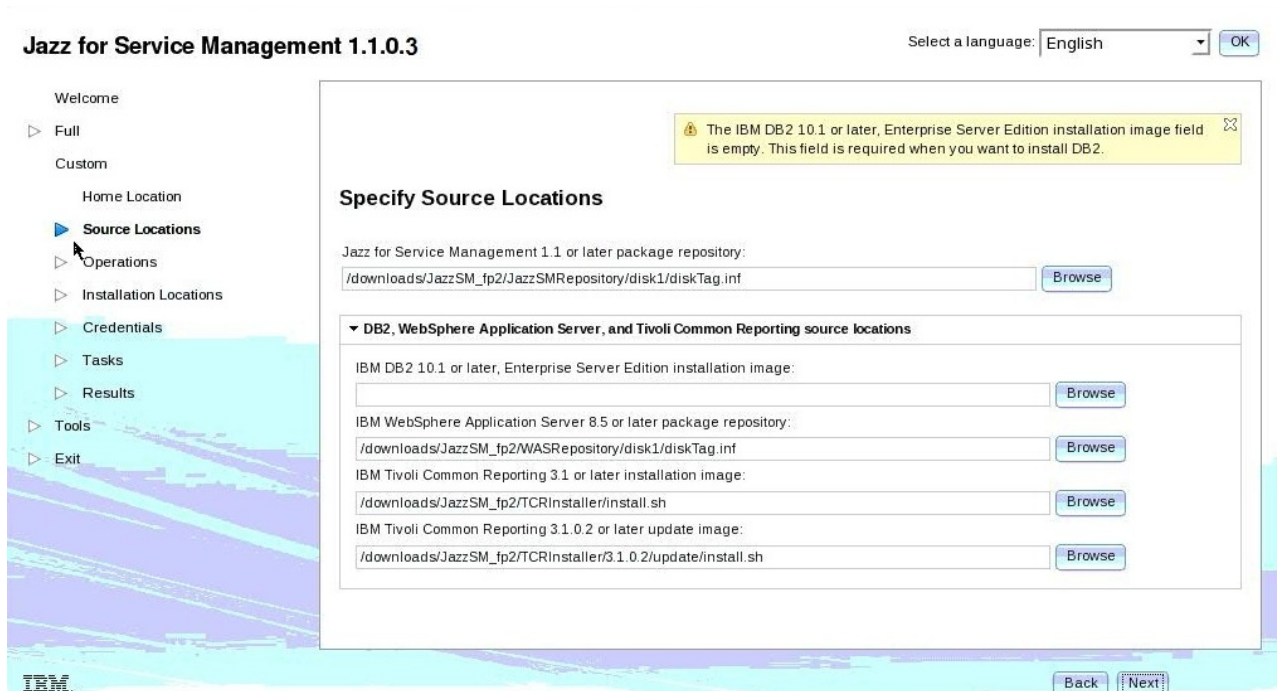 Jazz for Service Management 1.1.0.3
Select a language: English OK
Welcome
Full
Custom
Home Location
Source Locations
Operations
Installation Locations
Credentials
Tasks
Results
Tools
Exit
The IBM DB2 10.1 or later, Enterprise Server Edition installation image field
is empty. This field is required when you want to install DB2.
Specify Source Locations
Jazz for Service Management 1.1 or later package repository:
/downloads/JazzSM_fp2/JazzSMRepository/disk1/diskTag.inf Browse
DB2, WebSphere Application Server, and Tivoli Common Reporting source locations
IBM DB2 10.1 or later, Enterprise Server Edition installation image:
Browse
IBM WebSphere Application Server 8.5 or later package repository:
/downloads/JazzSM_fp2/WASRepository/disk1/diskTag.inf Browse
IBM Tivoli Common Reporting 3.1 or later installation image:
/downloads/JazzSM_fp2/TCRInstaller/install.sh Browse
IBM Tivoli Common Reporting 3.1.0.2 or later update image:
/downloads/JazzSM_fp2/TCRInstaller/3.1.0.2/update/install.sh Browse
IBM.
Back Next